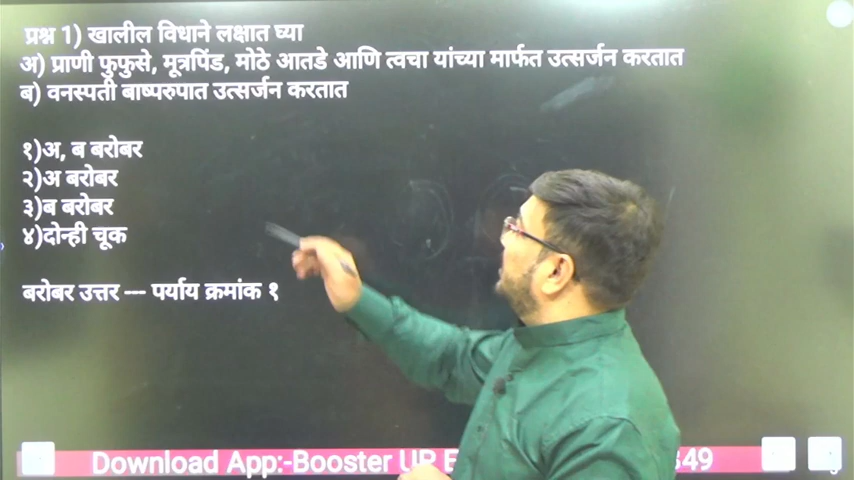 प्रश्न 1) खालील विधाने लक्षात घ्या
अ) प्राणी फुफुसे, मूत्रपिंड, मोठे आतडे आणि त्वचा यांच्या मार्फत उत्सर्जन करतात
ब) वनस्पती बाष्परुपात उत्सर्जन करतात
१)अ, ब बरोबर
२)अ बरोबर
३)ब बरोबर
४)दोन्ही चूक
बरोबर उत्तर --- पर्याय क्रमांक १
Download App:-Booster UP